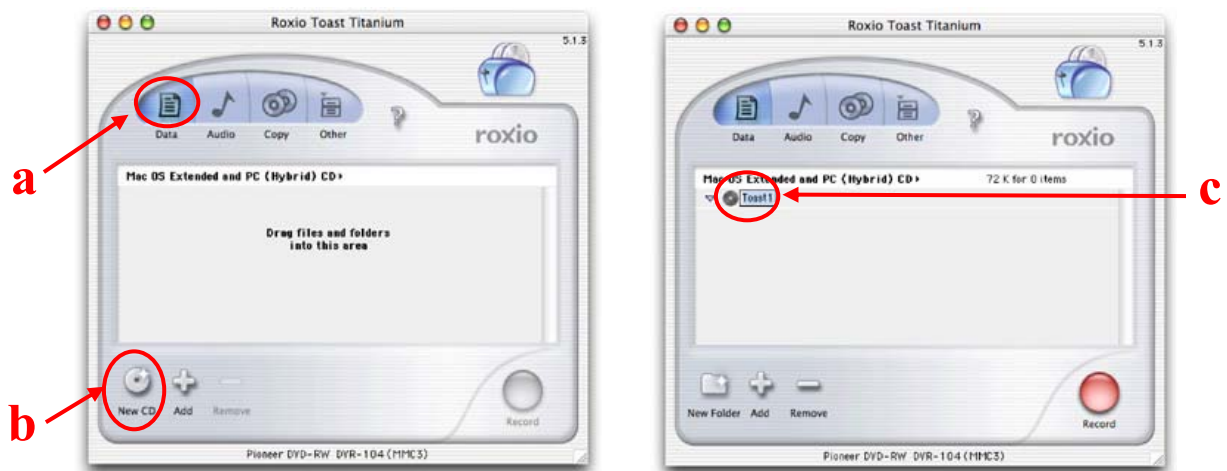 Roxio Toast Titanium
5.1.3
a
Data Audio Copy Other
roxio
Mac OS Extended and PC (Hybrid) CD
Drag files and folders
into this area
b
New CD Add Remove
Record
Pioneer DVD-RW DVR-104 (MMC3)
Roxio Toast Titanium
5.1.3
Data Audio Copy Other
roxio
Mac OS Extended and PC (Hybrid) CD 72 K for 0 items
Toast1
c
New Folder Add Remove
Record
Pioneer DVD-RW DVR-104 (MMC3)